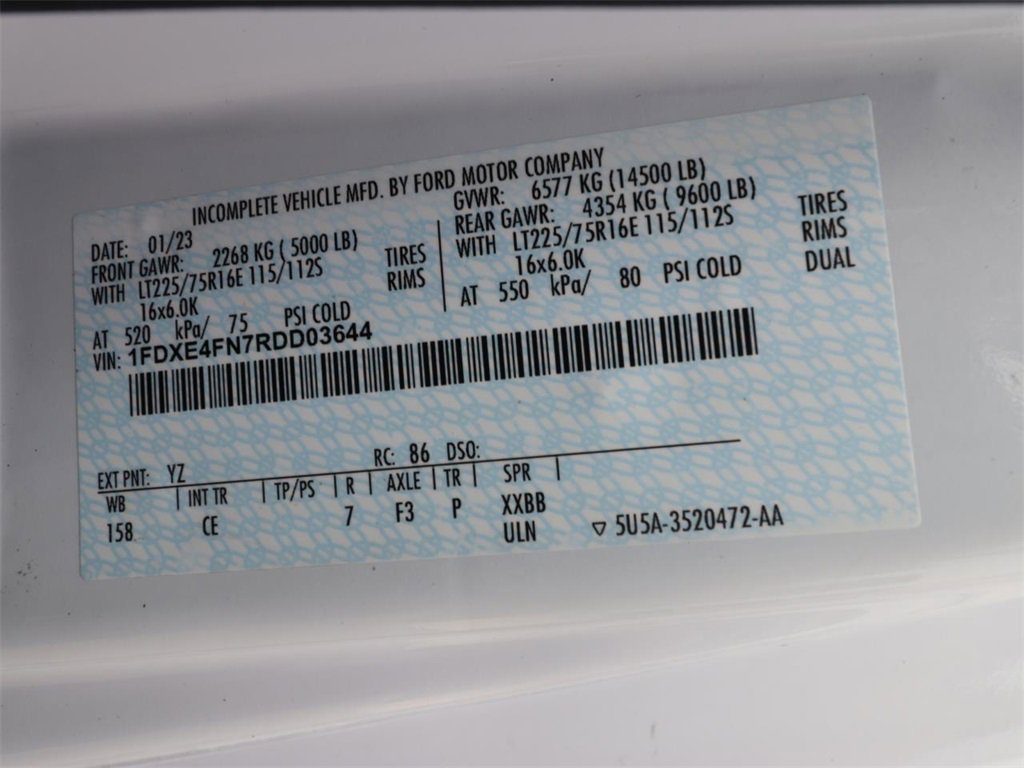 INCOMPLETE VEHICLE MFD. BY FORD MOTOR COMPANY
DATE: 01/23
FRONT GAWR: 2268 KG ( 5000 LB)
WITH LT225/75R16E 115/112S TIRES
16x6.0K RIMS
AT 520 kPa/ 75 PSI COLD
GVWR: 6577 KG (14500 LB)
REAR GAWR: 4354 KG ( 9600 LB)
WITH LT225/75R16E 115/112S TIRES
16x6.0K RIMS
AT 550 kPa/ 80 PSI COLD DUAL
VIN: 1FDXE4FN7RDD03644
EXT PNT: YZ RC: 86 DSO:
WB INT TR TP/PS R AXLE TR SPR
158 CE 7 F3 P XXBB
ULN 5U5A-3520472-AA